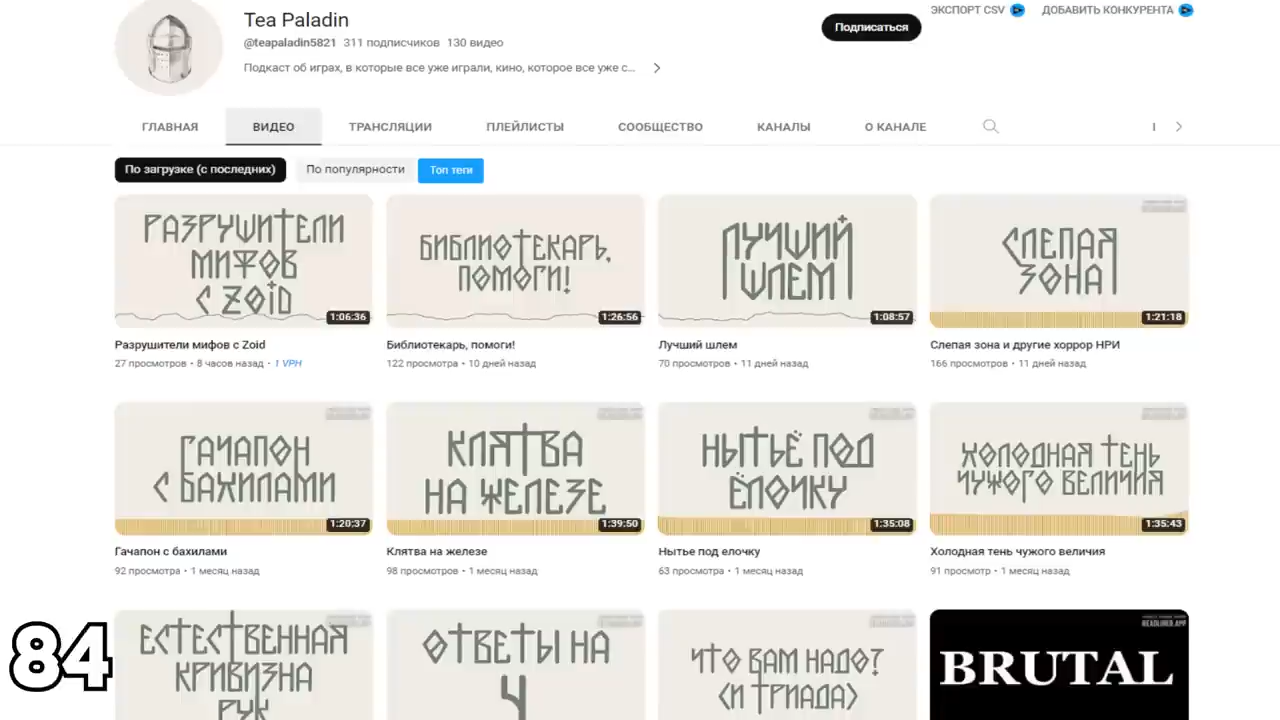 Tea Paladin
ЭКСПОРТ CSV ДОБАВИТЬ КОНКУРЕНТА
@teapaladin5821 311 подписчиков 130 видео
Подписаться
Подкаст об играх, в которые все уже играли, кино, которое все уже с...
ГЛАВНАЯ ВИДЕО ТРАНСЛЯЦИИ ПЛЕЙЛИСТЫ СООБЩЕСТВО КАНАЛЫ О КАНАЛЕ
По загрузке (с последних) По популярности Топ теги
РАЗРУШИТЕЛИ
МИФОВ
С ZOID
1:06:36
БИБЛИОТЕКАРЬ,
ПОМОГИ!
1:26:56
ЛУЧШИЙ
ШЛЕМ
1:08:57
СЛЕПАЯ
ЗОНА
1:21:18
Разрушители мифов с Zoid
27 просмотров • 8 часов назад • 1 VPH
Библиотекарь, помоги!
122 просмотра • 10 дней назад
Лучший шлем
70 просмотров • 11 дней назад
Слепая зона и другие хоррор НРИ
166 просмотров • 11 дней назад
ГАЧАПОН
С БАХИЛАМИ
1:20:37
КЛЯТВА
НА ЖЕЛЕЗЕ
1:39:50
НЫТЬЁ ПОД
ЁЛОЧКУ
1:35:08
ХОЛОДНАЯ ТЕНЬ
ЧУЖОГО ВЕЛИЧИЯ
1:35:43
Гачапон с бахилами
92 просмотра • 1 месяц назад
Клятва на железе
98 просмотров • 1 месяц назад
Нытье под елочку
63 просмотра • 1 месяц назад
Холодная тень чужого величия
91 просмотр • 1 месяц назад
ЕСТЕСТВЕННАЯ
КРИВИЗНА
РУК
ОТВЕТЫ НА
Ч
ЧТО ВАМ НАДО?
(И ТРИАДА)
HEADLINER.APP
BRUTAL
84